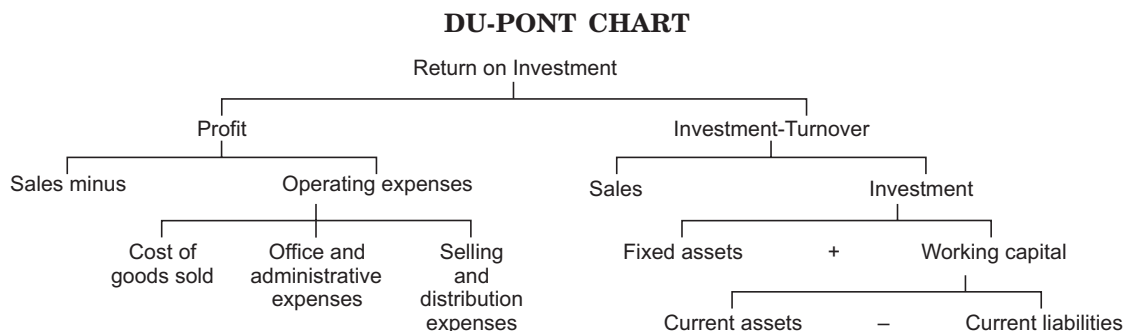 DU-PONT CHART
Return on Investment
Profit Investment-Turnover
Sales minus Operating expenses Sales Investment
Cost of Office and Selling Fixed assets + Working capital
goods sold administrative and
expenses distribution
expenses Current assets – Current liabilities